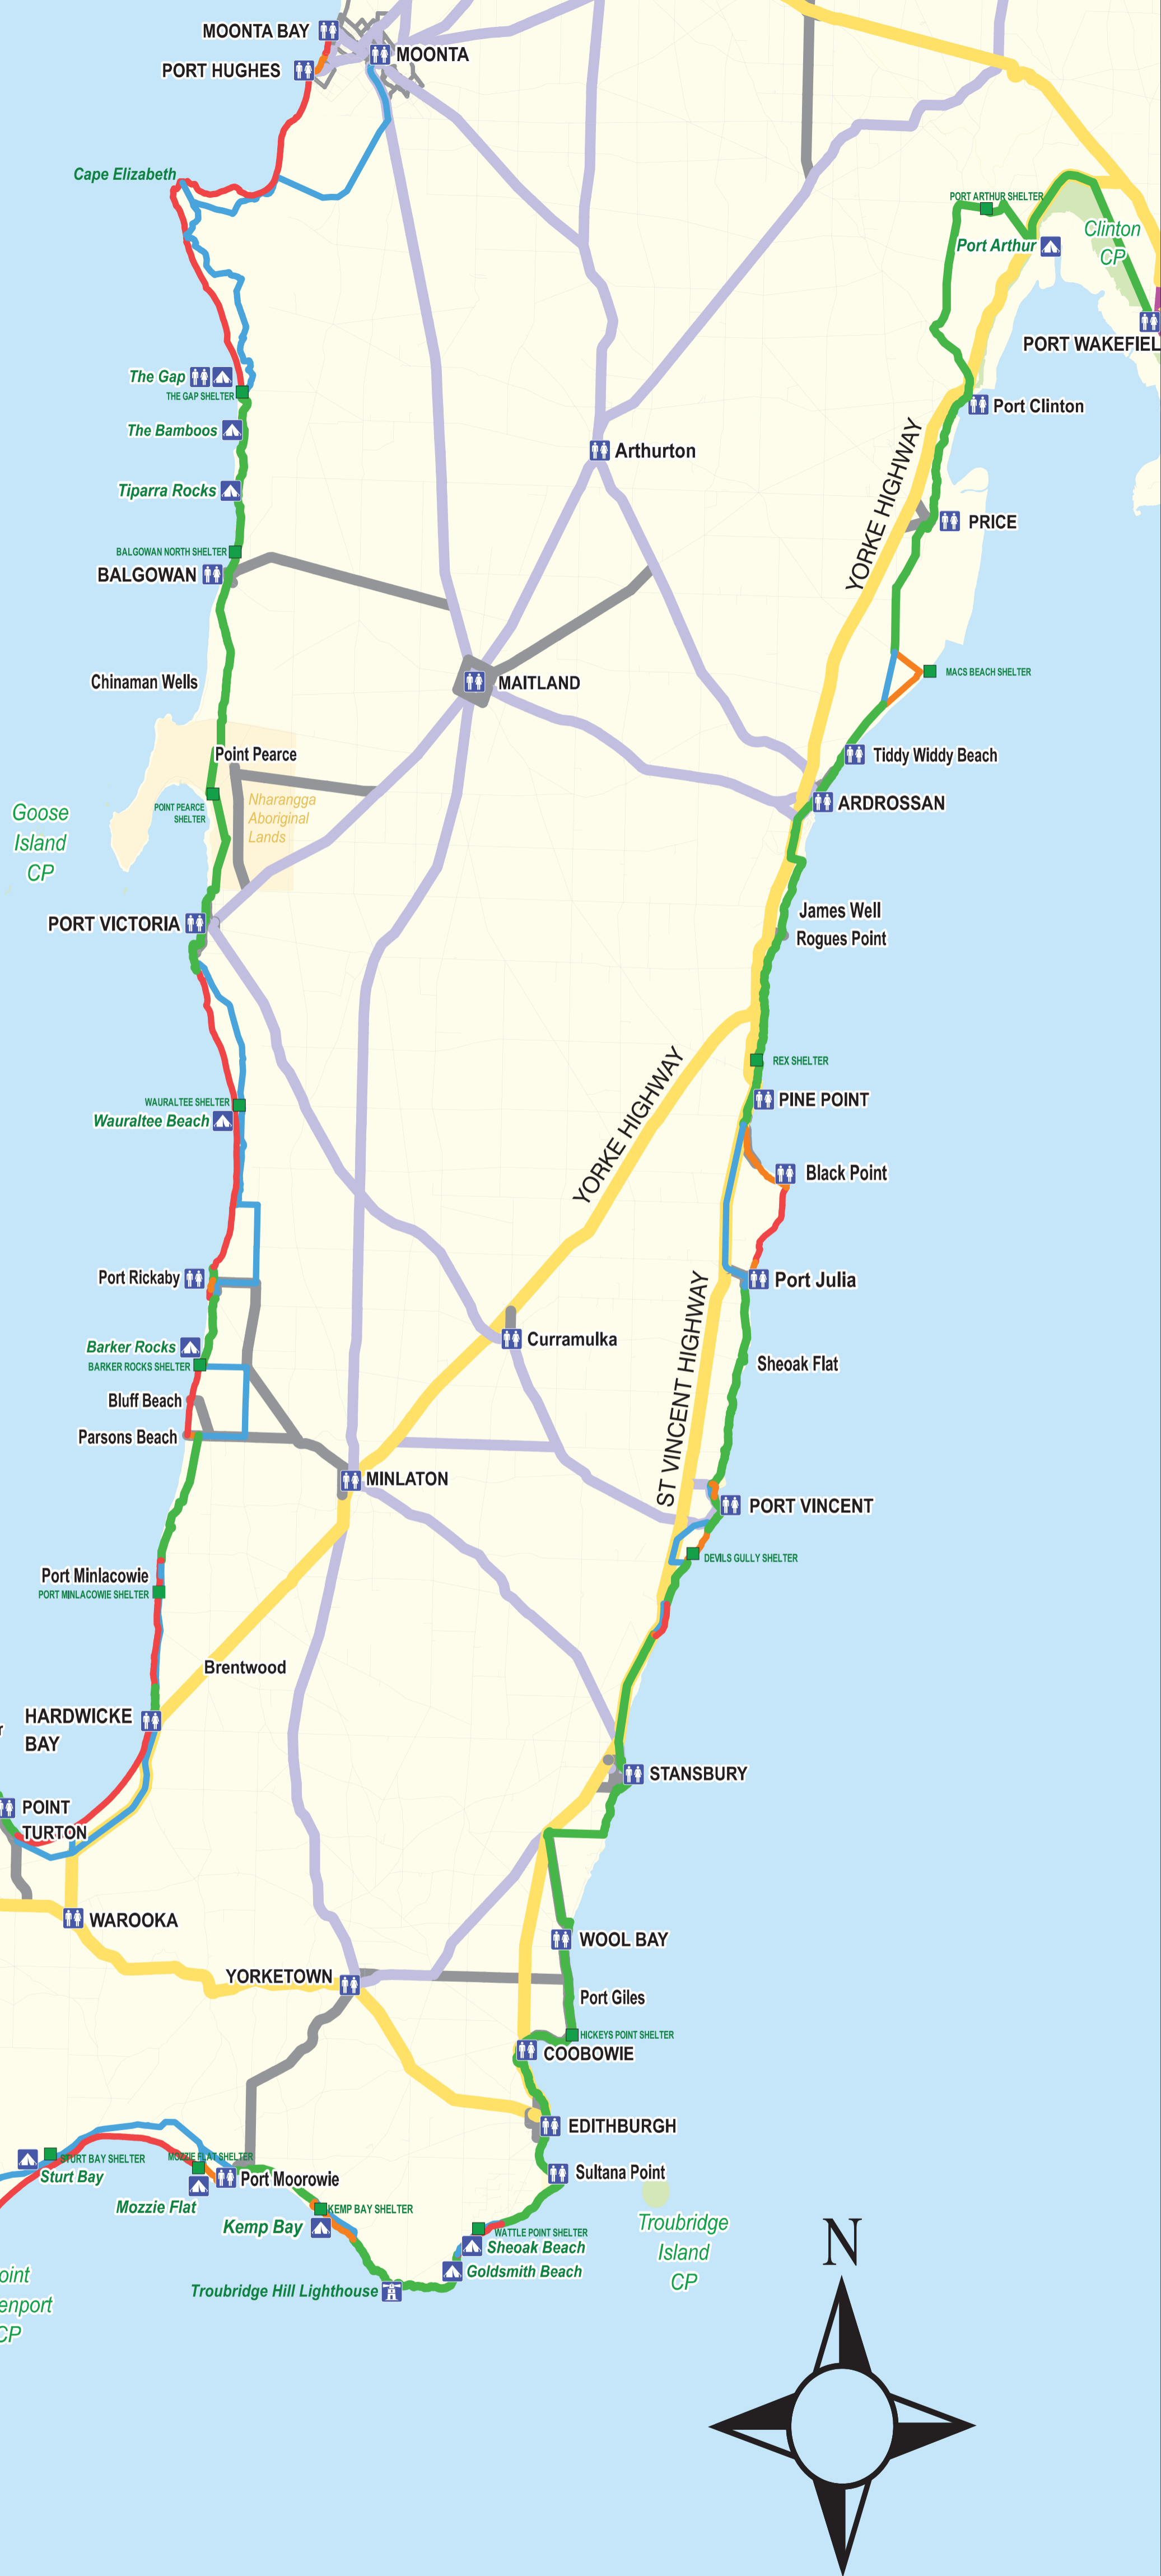 MOONTA BAY
MOONTA
PORT HUGHES
Cape Elizabeth
PORT ARTHUR SHELTER
Clinton
CP
Port Arthur
PORT WAKEFIEL
The Gap
THE GAP SHELTER
Port Clinton
The Bamboos
YORKE HIGHWAY
Arthurton
Tiparra Rocks
PRICE
BALGOWAN NORTH SHELTER
BALGOWAN
MACS BEACH SHELTER
Chinaman Wells
MAITLAND
Point Pearce
Tiddy Widdy Beach
Nharangga
Aboriginal
Lands
POINT PEARCE
SHELTER
ARDROSSAN
Goose
Island
CP
James Well
Rogues Point
PORT VICTORIA
REX SHELTER
YORKE HIGHWAY
PINE POINT
WAURALTEE SHELTER
Wauraltee Beach
Black Point
Port Rickaby
Port Julia
ST VINCENT HIGHWAY
Curramulka
Barker Rocks
BARKER ROCKS SHELTER
Sheoak Flat
Bluff Beach
Parsons Beach
MINLATON
PORT VINCENT
DEVILS GULLY SHELTER
Port Minlacowie
PORT MINLACOWIE SHELTER
Brentwood
HARDWICKE
BAY
r
STANSBURY
POINT
TURTON
WAROOKA
WOOL BAY
YORKETOWN
Port Giles
HICKEYS POINT SHELTER
COOBOWIE
EDITHBURGH
STURT BAY SHELTER
MOZZIE FLAT SHELTER
Sturt Bay
Port Moorowie
Sultana Point
Mozzie Flat
KEMP BAY SHELTER
Kemp Bay
WATTLE POINT SHELTER
Sheoak Beach
Goldsmith Beach
Troubridge
Island
CP
Troubridge Hill Lighthouse
oint
enport
CP
N